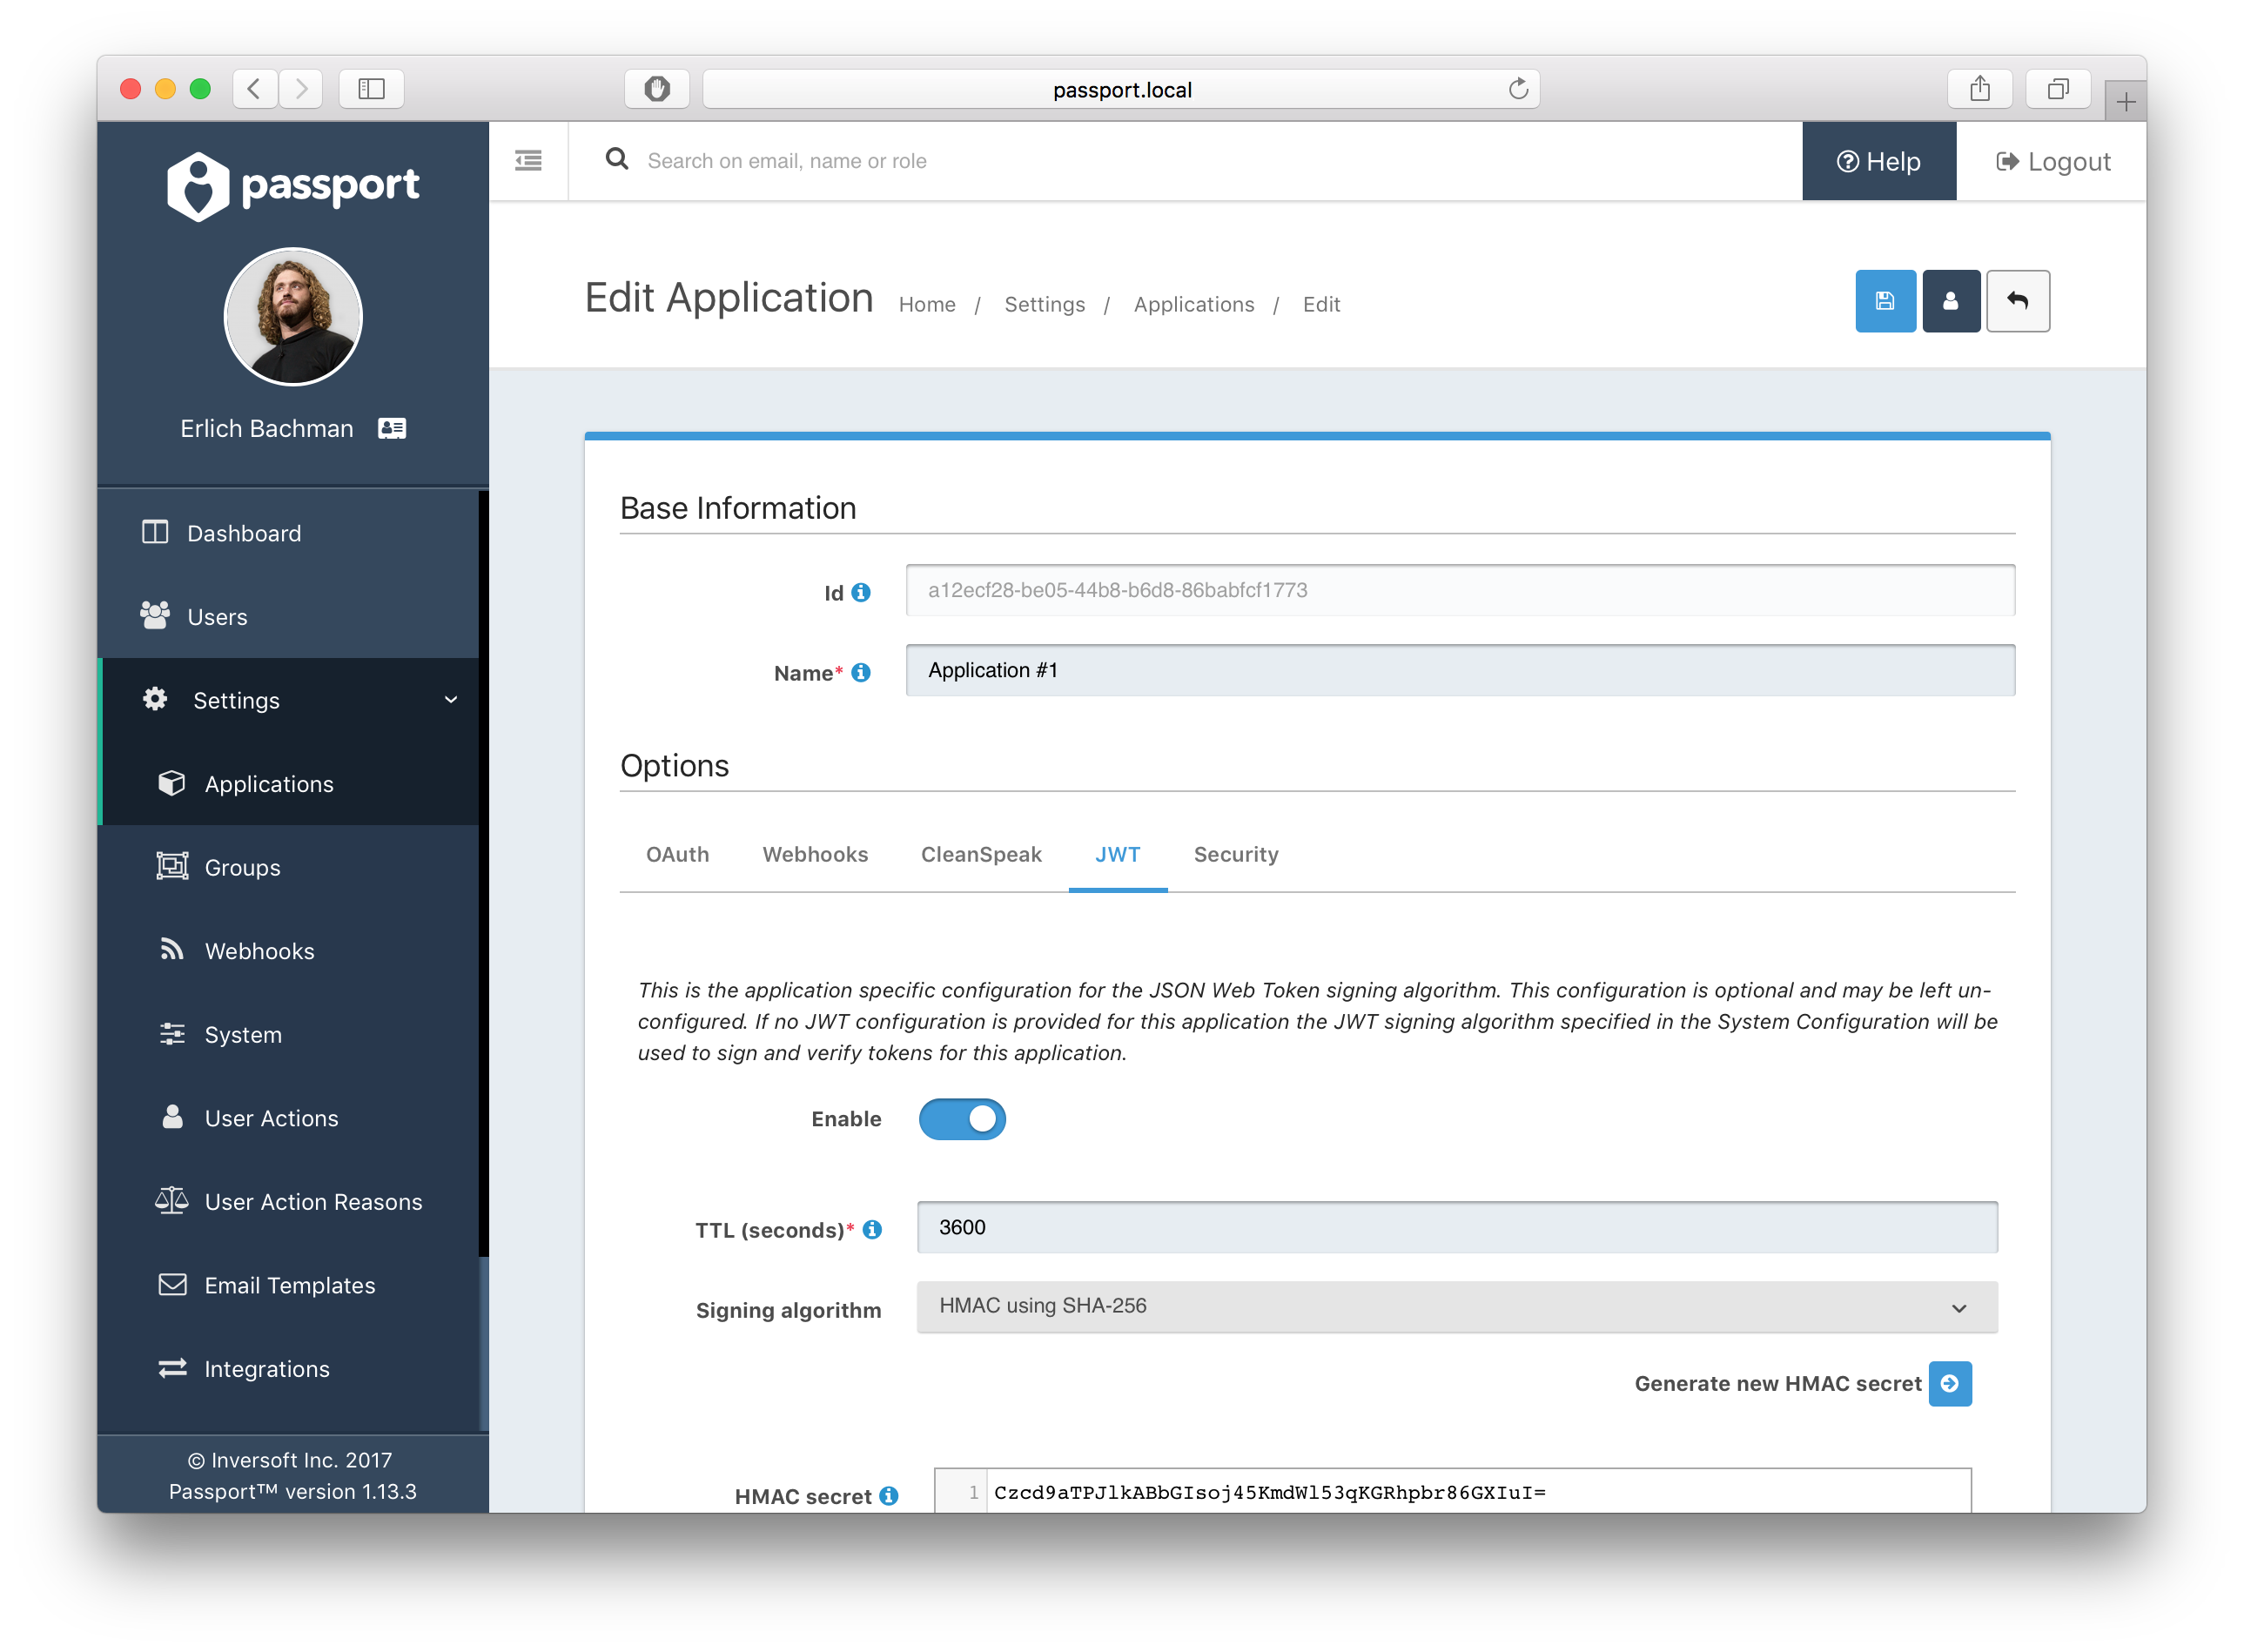 passport.local
passport
Search on email, name or role
Help
Logout
Edit Application
Home / Settings / Applications / Edit
Erlich Bachman
Dashboard
Users
Settings
Applications
Groups
Webhooks
System
User Actions
User Action Reasons
Email Templates
Integrations
© Inversoft Inc. 2017
Passport™ version 1.13.3
Base Information
Id
a12ecf28-be05-44b8-b6d8-86babfcf1773
Name*
Application #1
Options
OAuth Webhooks CleanSpeak JWT Security
This is the application specific configuration for the JSON Web Token signing algorithm. This configuration is optional and may be left un-
configured. If no JWT configuration is provided for this application the JWT signing algorithm specified in the System Configuration will be
used to sign and verify tokens for this application.
Enable
TTL (seconds)*
3600
Signing algorithm
HMAC using SHA-256
Generate new HMAC secret
HMAC secret
1 Czcd9aTPJlkABbGIsoj45KmdWl53qKGRhpbr86GXIuI=